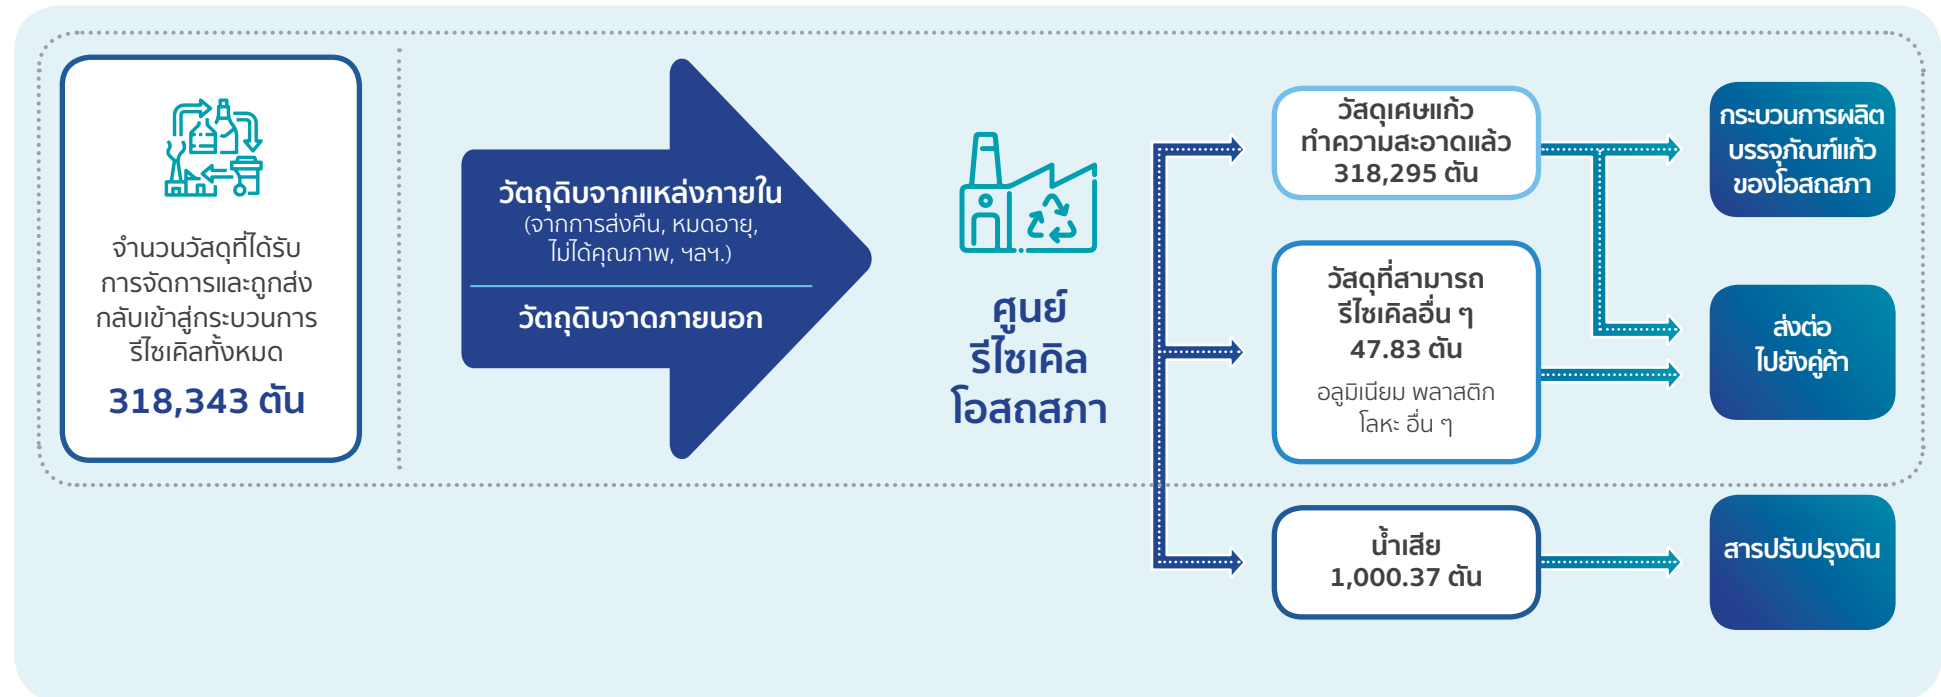 จำนวนวัสดุที่ได้รับ
การจัดการและถูกส่ง
กลับเข้าสู่กระบวนการ
รีไซเคิลทั้งหมด
318,343 ตัน
วัตถุดิบจากแหล่งภายใน
(จากการส่งคืน, หมดอายุ,
ไม่ได้คุณภาพ, ฯลฯ.)
วัตถุดิบจาดภายนอก
ศูนย์
รีไซเคิล
โอสถสภา
วัสดุเศษแก้ว
ทำความสะอาดแล้ว
318,295 ตัน
วัสดุที่สามารถ
รีไซเคิลอื่น ๆ
47.83 ตัน
อลูมิเนียม พลาสติก
โลหะ อื่น ๆ
น้ำเสีย
1,000.37 ตัน
กระบวนการผลิต
บรรจุภัณฑ์แก้ว
ของโอสถสภา
ส่งต่อ
ไปยังคู่ค้า
สารปรับปรุงดิน